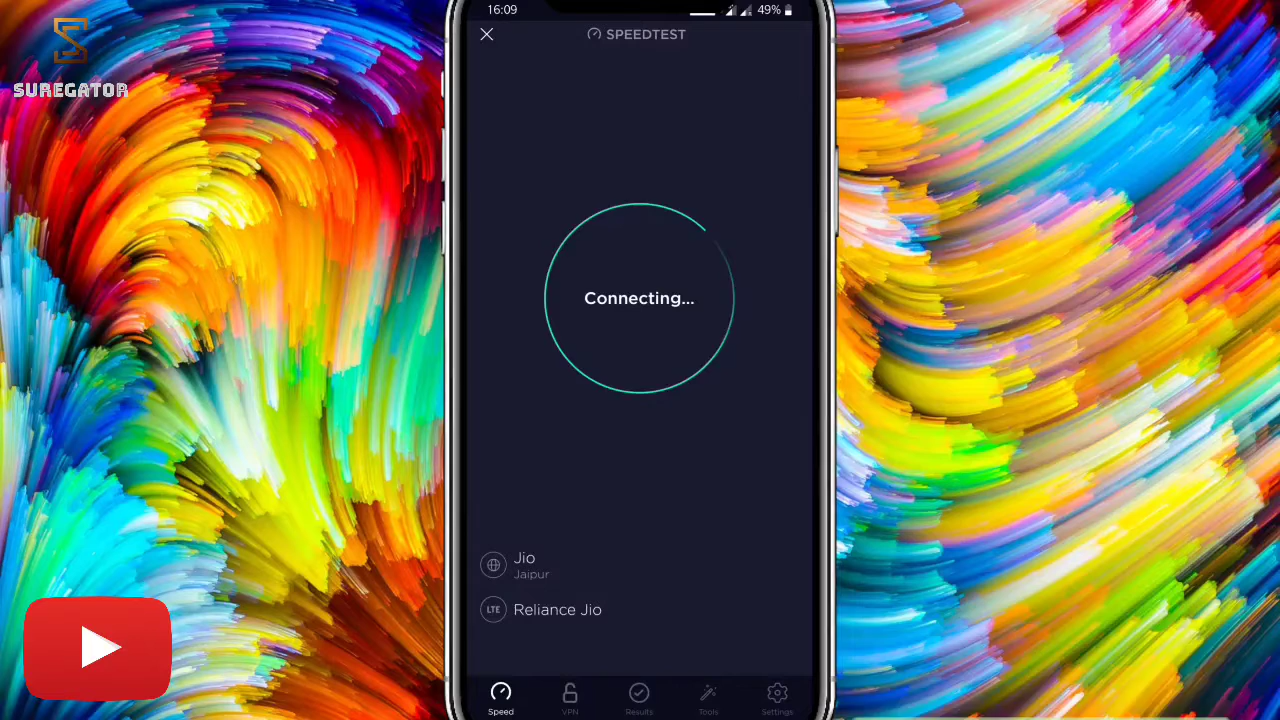 16:09
49%
SPEEDTEST
SUREGATOR
Connecting...
Jio
Jaipur
LTE
Reliance Jio
Speed
VPN
Results
Tools
Settings